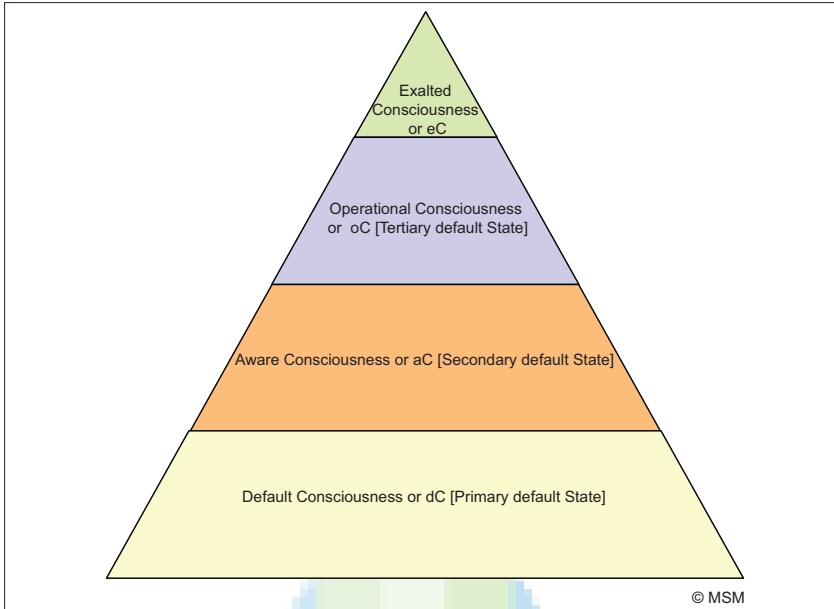 Exalted
Consciousness
or eC
Operational Consciousness
or oC [Tertiary default State]
Aware Consciousness or aC [Secondary default State]
Default Consciousness or dC [Primary default State]
© MSM